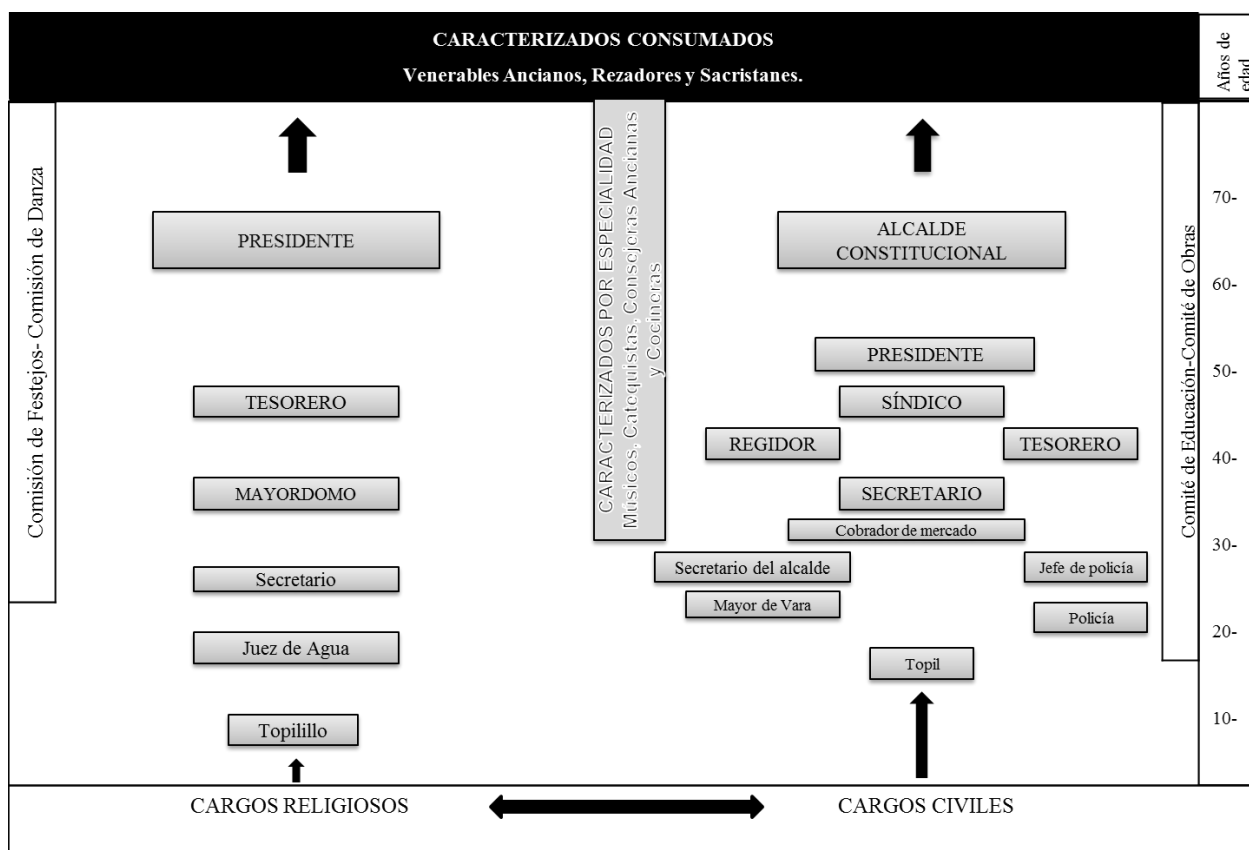 CARACTERIZADOS CONSUMADOS
Venerables Ancianos, Rezadores y Sacristanes.
Años de
edad
Comisión de Festejos- Comisión de Danza
CARACTERIZADOS POR ESPECIALIDAD
Músicos, Catequistas, Consejeras Ancianas
y Cocineras
Comité de Educación-Comité de Obras
PRESIDENTE
TESORERO
MAYORDOMO
Secretario
Juez de Agua
Topilillo
ALCALDE
CONSTITUCIONAL
PRESIDENTE
SÍNDICO
REGIDOR
TESORERO
SECRETARIO
Cobrador de mercado
Secretario del alcalde
Jefe de policía
Mayor de Vara
Policía
Topil
70-
60-
50-
40-
30-
20-
10-
CARGOS RELIGIOSOS
CARGOS CIVILES